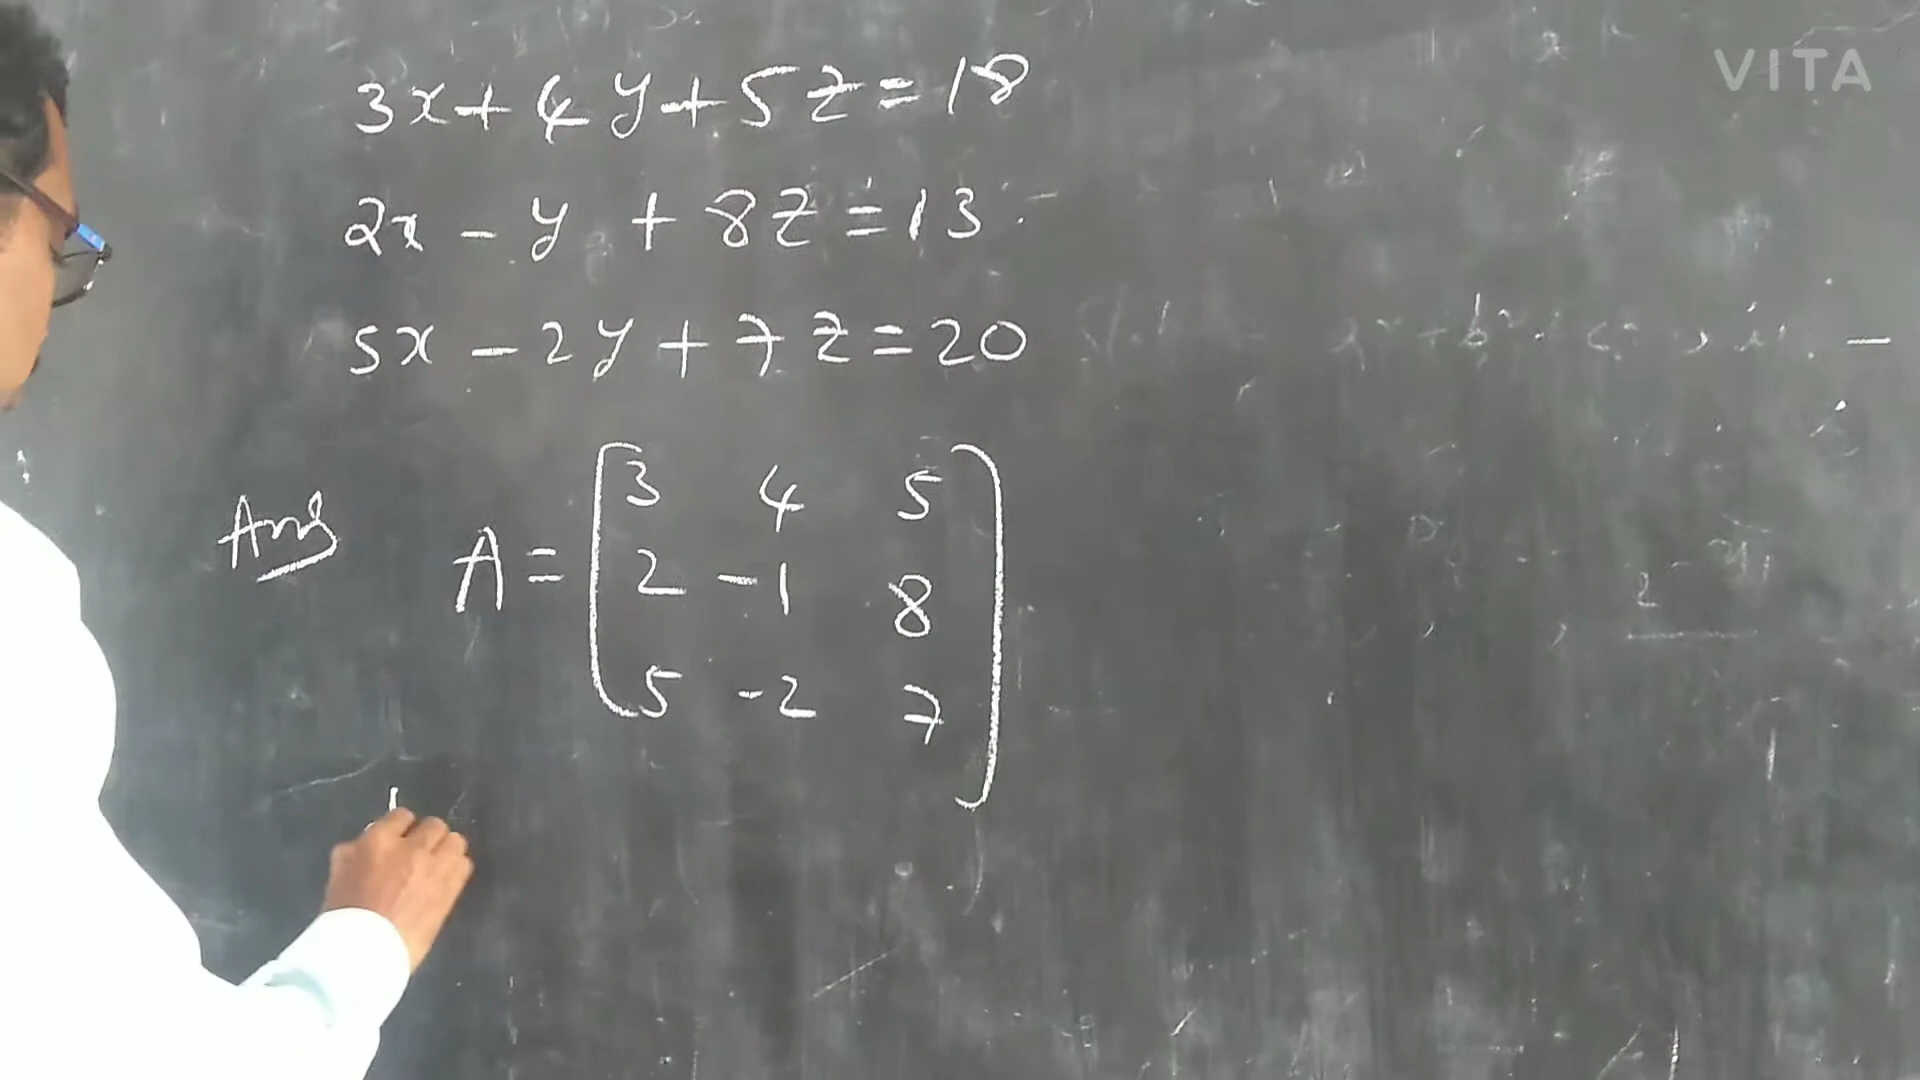 VITA
3x+4y+5z=18
2x-y+8z=13
5x-2y+7z=20
Ans A=
3 4 5
2 -1 8
5 -2 7